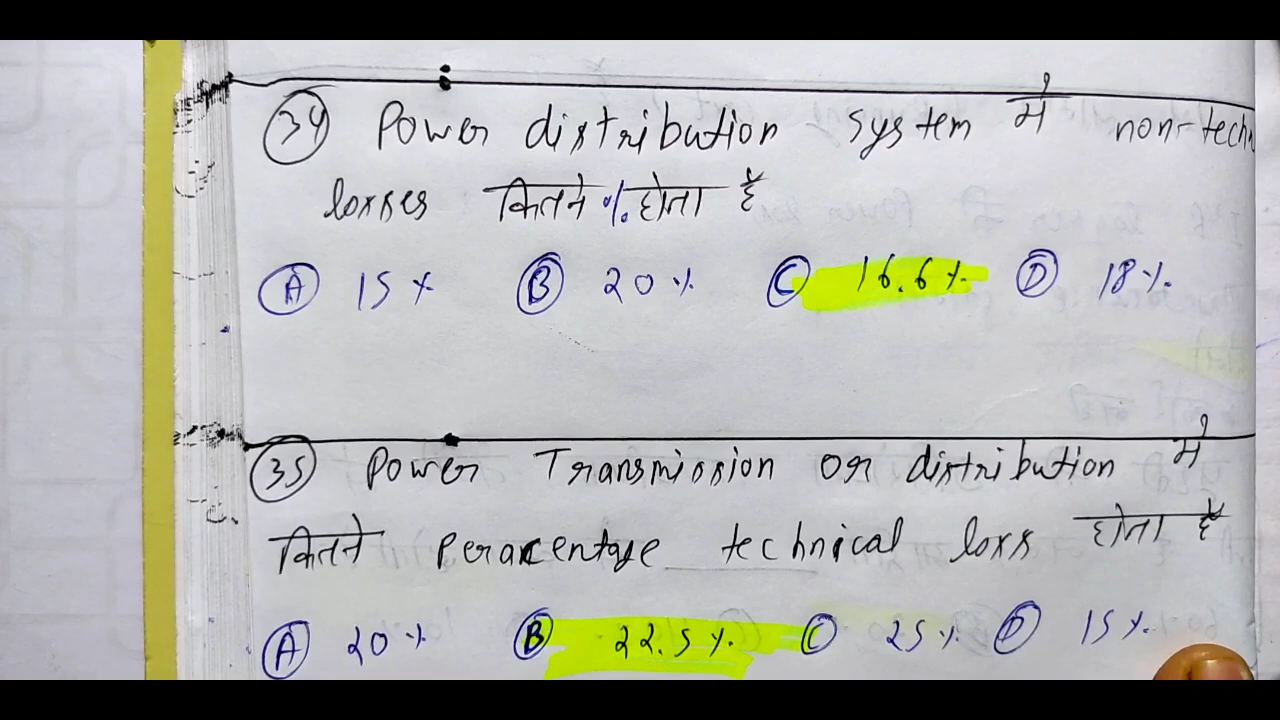 34 Power distribution system में non-techn
losses कितने % होता है
A 15 % B 20 % C 16.6 % D 18 %.
35 Power Transmission or distribution में
कितने peracentage technical loss होता है
A 20 % B 22.5 %. C 25 %. D 15 %.